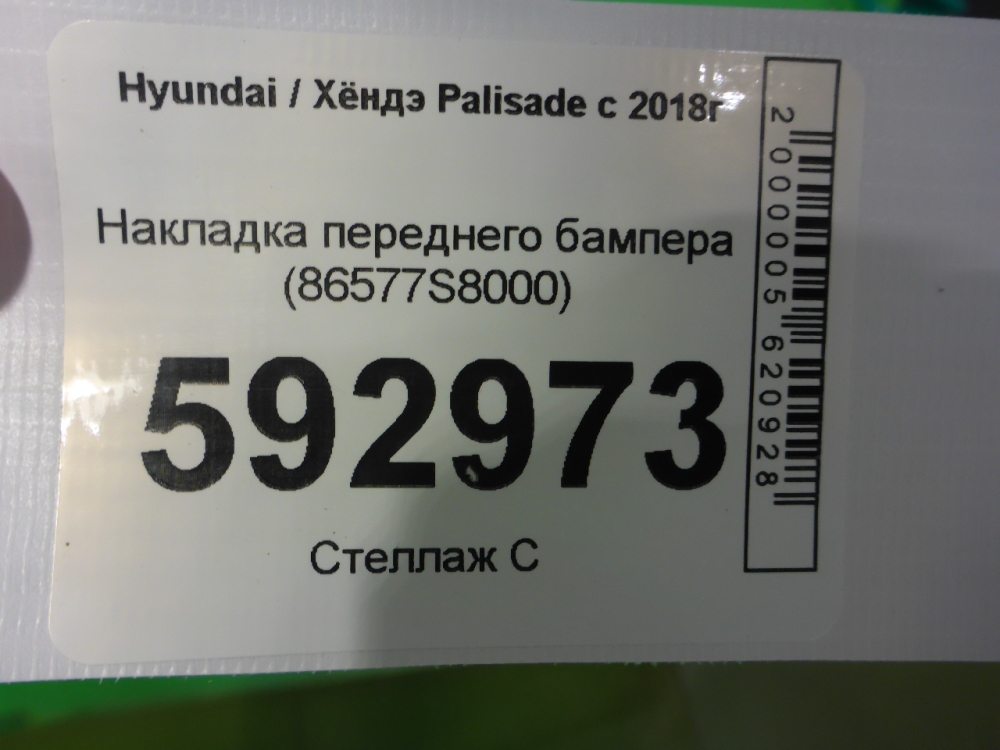 Hyundai / Хёндэ Palisade с 2018г
Накладка переднего бампера
(86577S8000)
592973
Стеллаж С
2000005620928